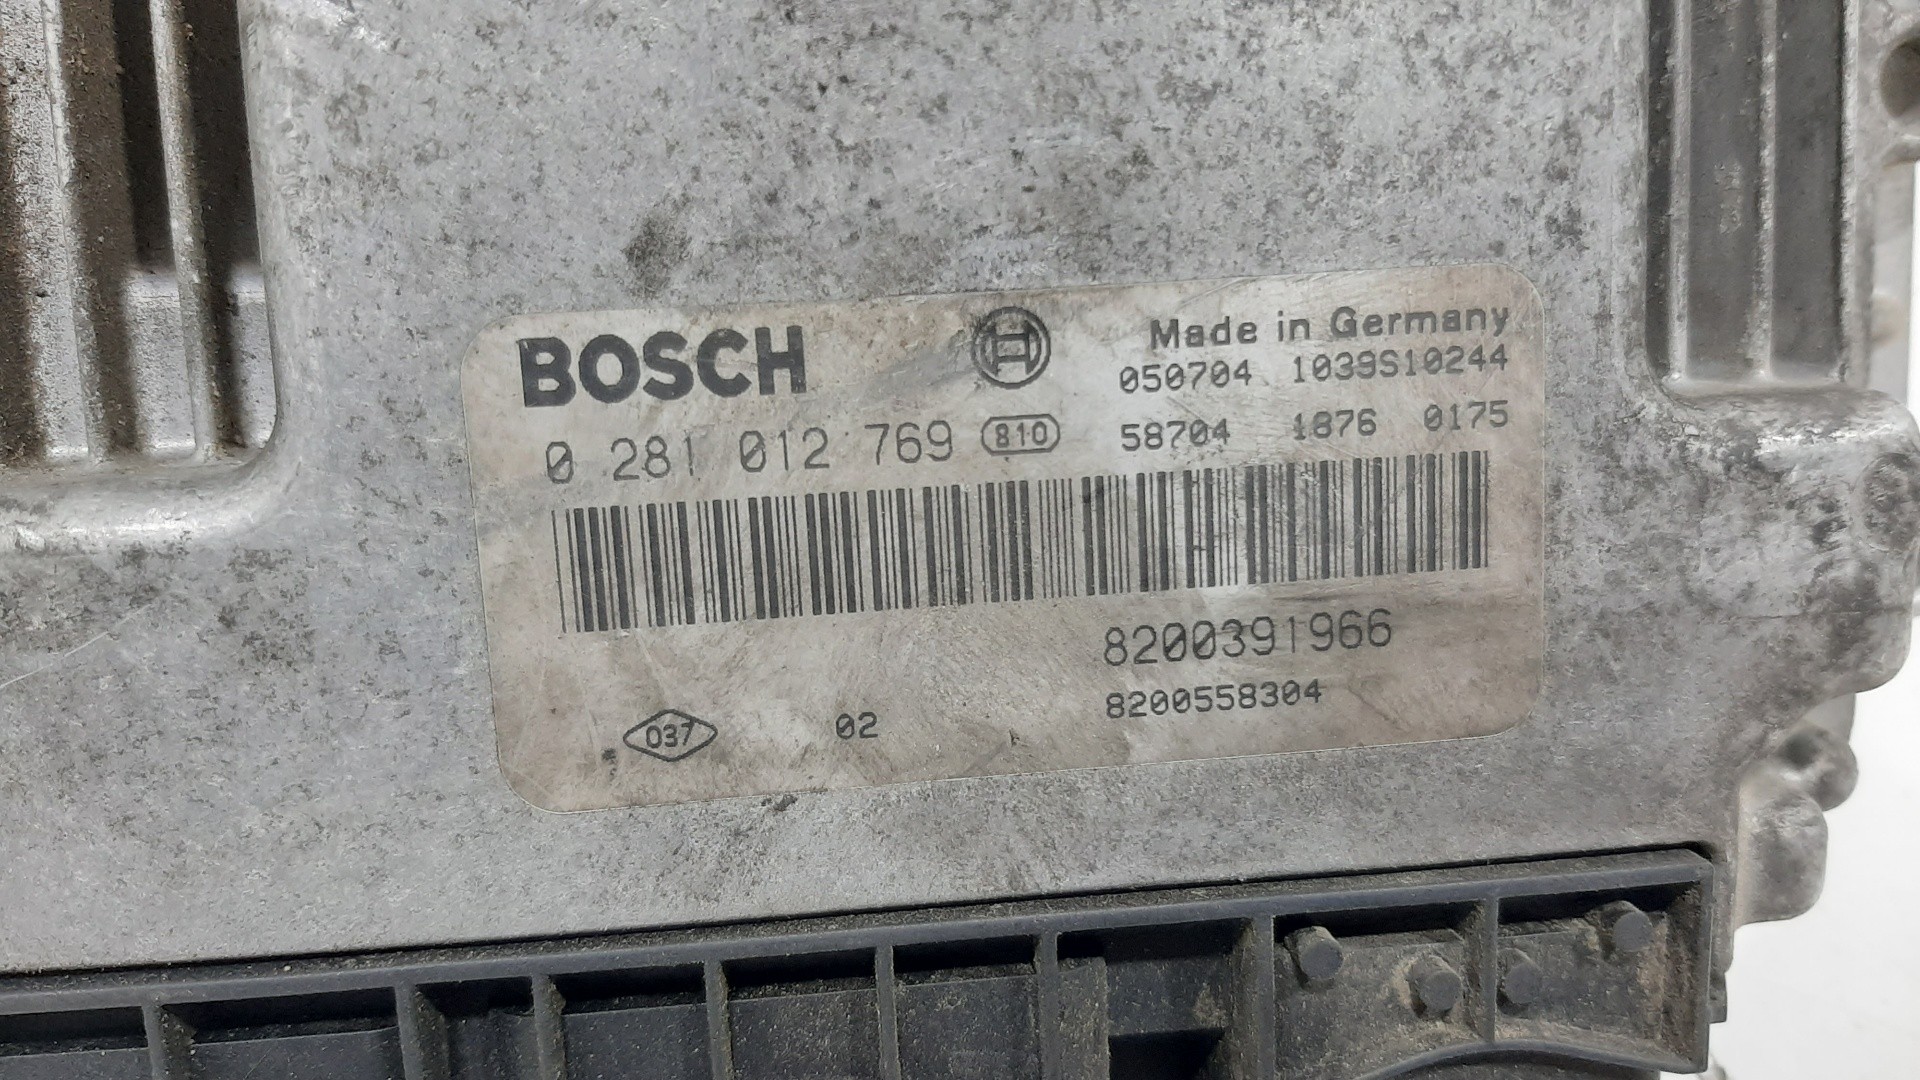 BOSCH
Made in Germany
050704 1039S10244
0 281 012 769 810 58704 1876 0175
8200391966
037 02 8200558304